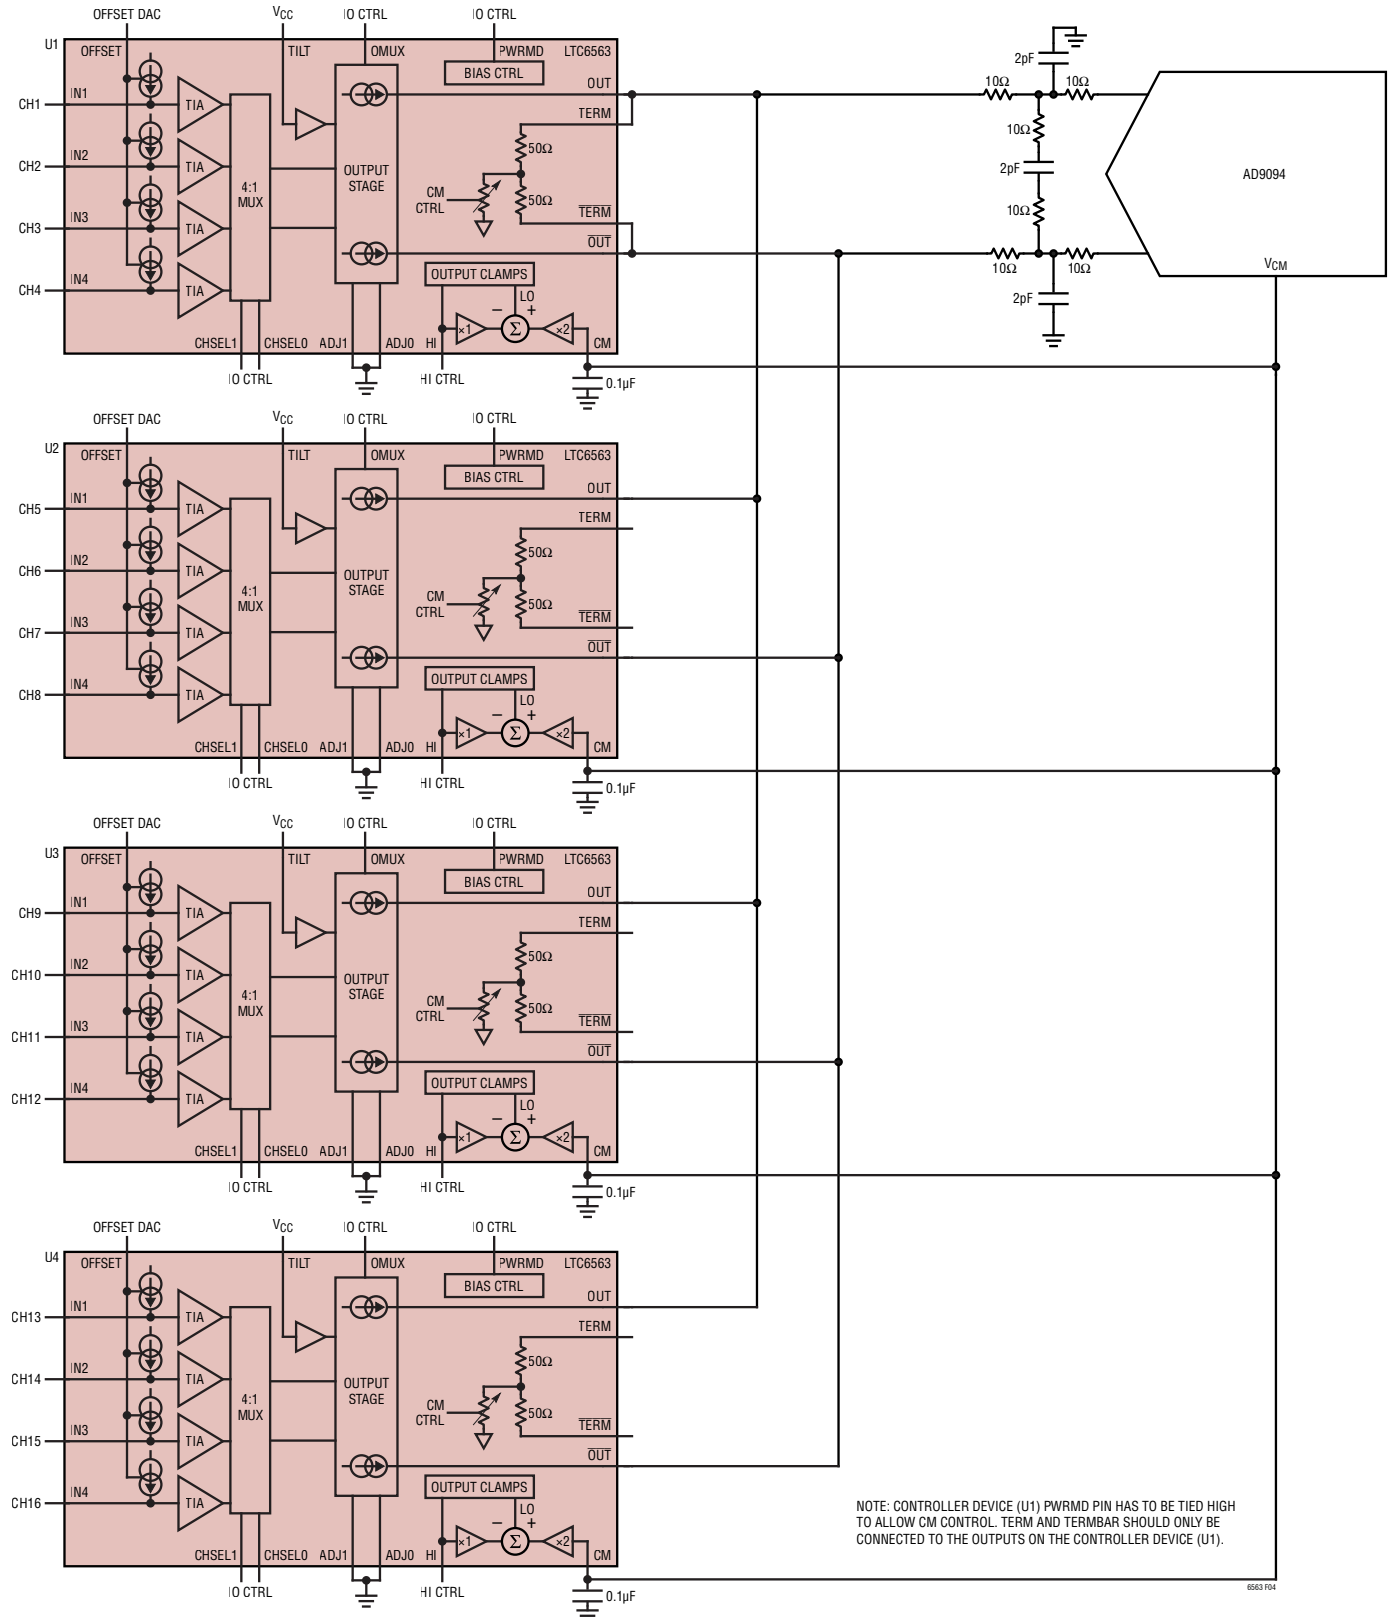 OFFSET DAC VCC IO CTRL IO CTRL
U1 OFFSET TILT OMUX PWRMD LTC6563
BIAS CTRL
2pF
OUT 10Ω 10Ω
CH1 IN1 TIA
TERM
10Ω
50Ω
CH2 IN2 TIA
4:1 MUX
OUTPUT STAGE
2pF AD9094
CM CTRL
50Ω
CH3 IN3 TIA
TERM
10Ω
OUT
10Ω 10Ω
VCM
CH4 IN4 TIA
OUTPUT CLAMPS
LO
2pF
– +
×1 Σ ×2
CHSEL1 CHSEL0 ADJ1 ADJ0 HI CM
IO CTRL HI CTRL 0.1µF
OFFSET DAC VCC IO CTRL IO CTRL
U2 OFFSET TILT OMUX PWRMD LTC6563
BIAS CTRL
OUT
CH5 IN1 TIA
TERM
50Ω
CH6 IN2 TIA
4:1 MUX
OUTPUT STAGE
CM CTRL
50Ω
CH7 IN3 TIA
TERM
OUT
CH8 IN4 TIA
OUTPUT CLAMPS
LO
– +
×1 Σ ×2
CHSEL1 CHSEL0 ADJ1 ADJ0 HI CM
IO CTRL HI CTRL 0.1µF
OFFSET DAC VCC IO CTRL IO CTRL
U3 OFFSET TILT OMUX PWRMD LTC6563
BIAS CTRL
OUT
CH9 IN1 TIA
TERM
50Ω
CH10 IN2 TIA
4:1 MUX
OUTPUT STAGE
CM CTRL
50Ω
CH11 IN3 TIA
TERM
OUT
CH12 IN4 TIA
OUTPUT CLAMPS
LO
– +
×1 Σ ×2
CHSEL1 CHSEL0 ADJ1 ADJ0 HI CM
IO CTRL HI CTRL 0.1µF
OFFSET DAC VCC IO CTRL IO CTRL
U4 OFFSET TILT OMUX PWRMD LTC6563
BIAS CTRL
OUT
CH13 IN1 TIA
TERM
50Ω
CH14 IN2 TIA
4:1 MUX
OUTPUT STAGE
CM CTRL
50Ω
CH15 IN3 TIA
TERM
OUT
CH16 IN4 TIA
OUTPUT CLAMPS
LO
– +
×1 Σ ×2
CHSEL1 CHSEL0 ADJ1 ADJ0 HI CM
IO CTRL HI CTRL 0.1µF
NOTE: CONTROLLER DEVICE (U1) PWRMD PIN HAS TO BE TIED HIGH
TO ALLOW CM CONTROL. TERM AND TERMBAR SHOULD ONLY BE
CONNECTED TO THE OUTPUTS ON THE CONTROLLER DEVICE (U1).
6563 F04